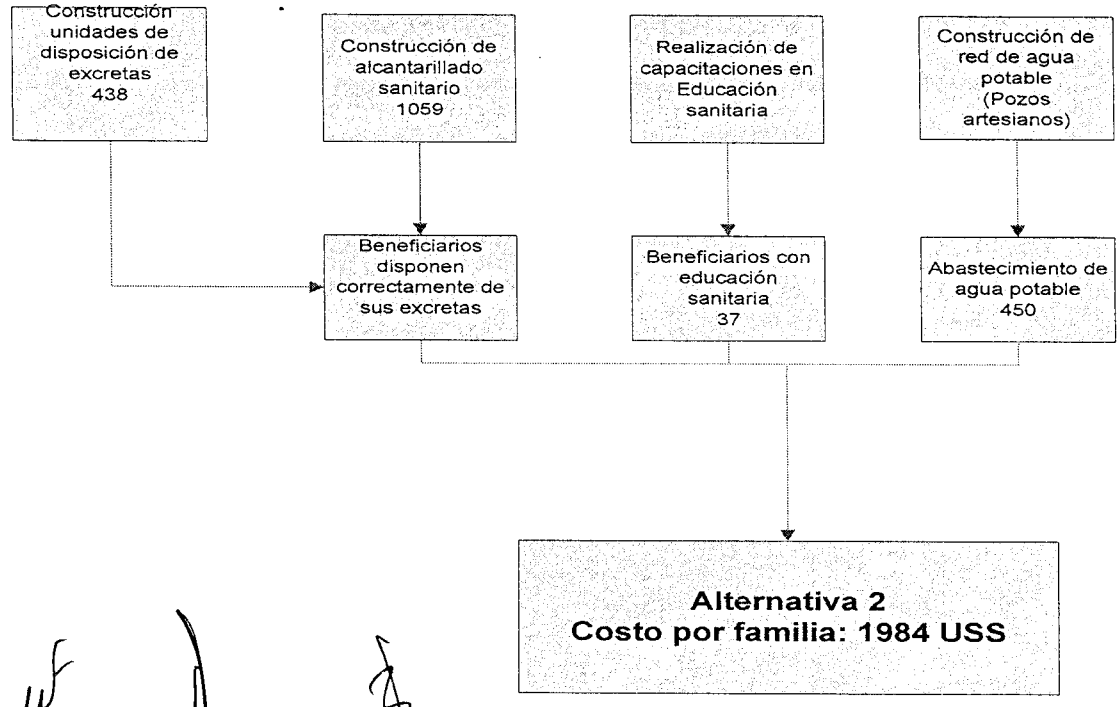 Construcción
unidades de
disposición de
excretas
438
Construcción de
alcantarillado
sanitario
1059
Realización de
capacitaciones en
Educación
sanitaria
Construcción de
red de agua
potable
(Pozos
artesianos)
Beneficiarios
disponen
correctamente de
sus excretas
Beneficiarios con
educación
sanitaria
37
Abastecimiento de
agua potable
450
Alternativa 2
Costo por familia: 1984 USS